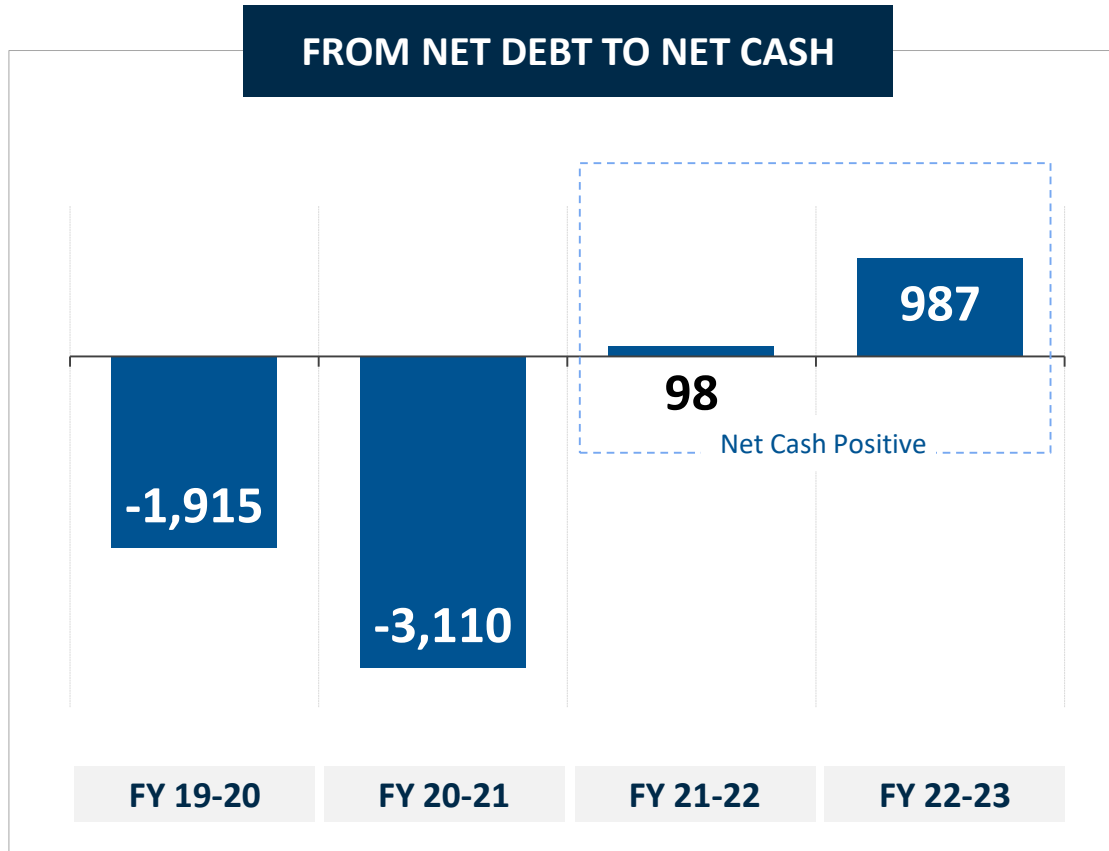 FROM NET DEBT TO NET CASH
987
98
Net Cash Positive
-1,915
-3,110
FY 19-20
FY 20-21
FY 21-22
FY 22-23